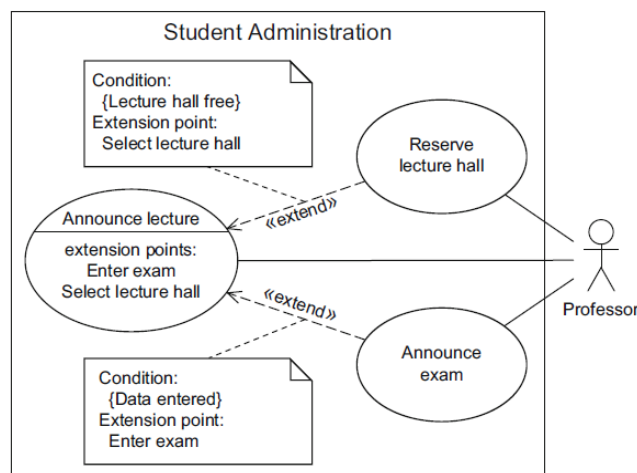 Student Administration
Condition:
{Lecture hall free}
Extension point:
Select lecture hall
Reserve
lecture hall
«extend»
Announce lecture
extension points:
Enter exam
Select lecture hall
Professor
«extend»
Announce
exam
Condition:
{Data entered}
Extension point:
Enter exam